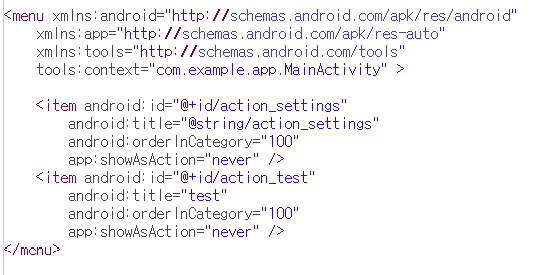 <menu xmlns:android="http://schemas.android.com/apk/res/android"
xmlns:app="http://schemas.android.com/apk/res-auto"
xmlns:tools="http://schemas.android.com/tools"
tools:context="com.example.app.MainActivity" >
<item android:id="@+id/action_settings"
android:title="@string/action_settings"
android:orderInCategory="100"
app:showAsAction="never" />
<item android:id="@+id/action_test"
android:title="test"
android:orderInCategory="100"
app:showAsAction="never" />
</menu>